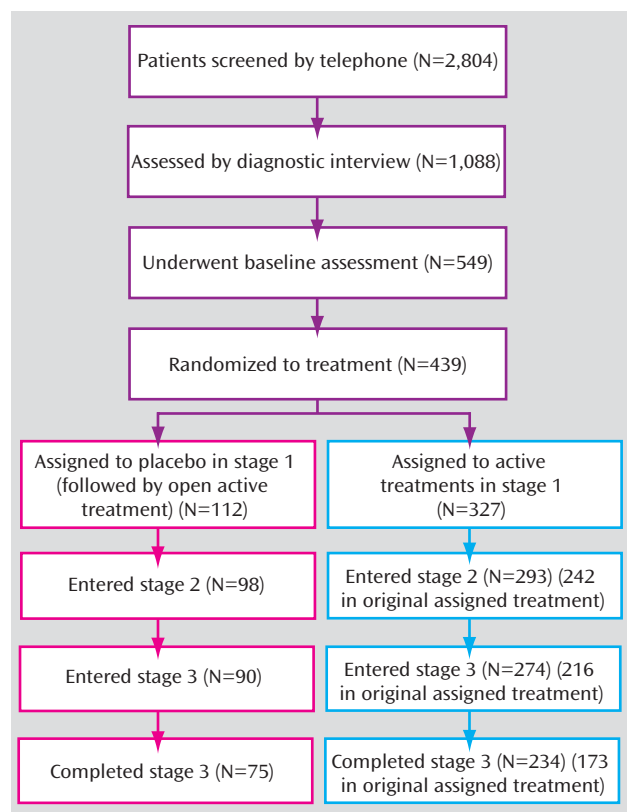 Patients screened by telephone (N=2,804)
Assessed by diagnostic interview (N=1,088)
Underwent baseline assessment (N=549)
Randomized to treatment (N=439)
Assigned to placebo in stage 1
(followed by open active
treatment) (N=112)
Entered stage 2 (N=98)
Entered stage 3 (N=90)
Completed stage 3 (N=75)
Assigned to active
treatments in stage 1
(N=327)
Entered stage 2 (N=293) (242
in original assigned treatment)
Entered stage 3 (N=274) (216
in original assigned treatment)
Completed stage 3 (N=234) (173
in original assigned treatment)